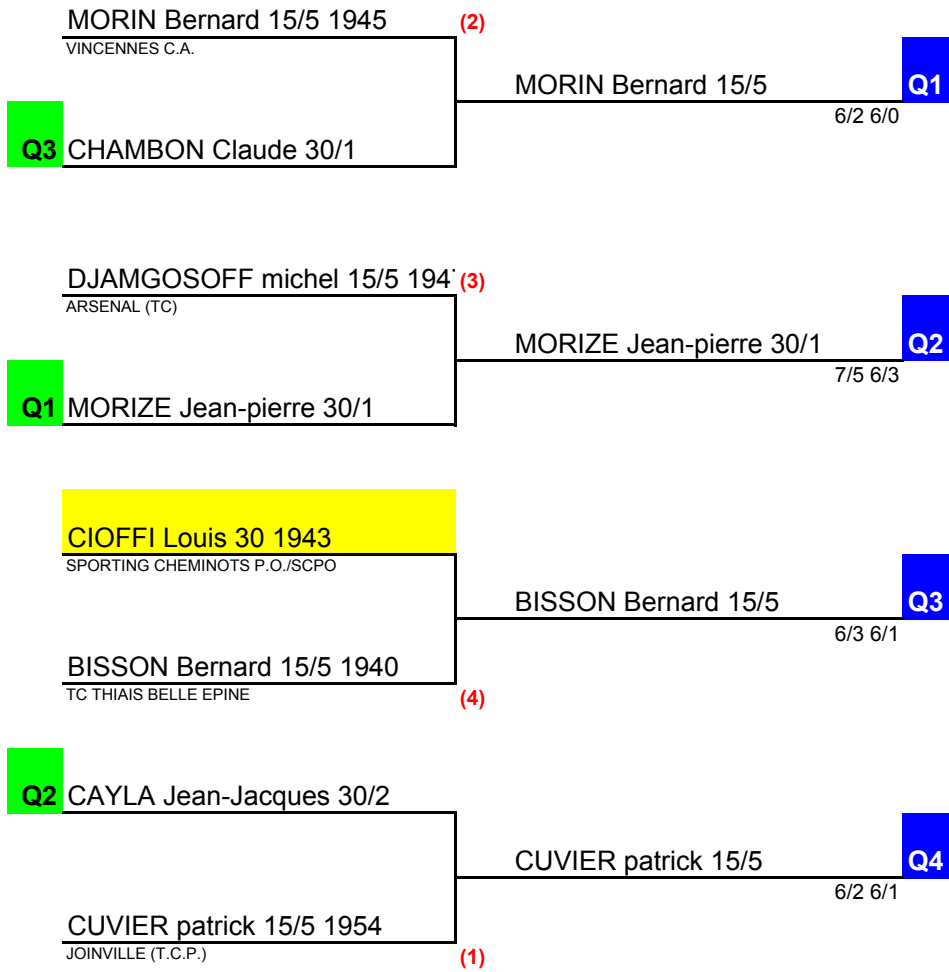 MORIN Bernard 15/5 1945 (2)
VINCENNES C.A.
MORIN Bernard 15/5 Q1
6/2 6/0
Q3 CHAMBON Claude 30/1
DJAMGOSOFF michel 15/5 194 (3)
ARSENAL (TC)
MORIZE Jean-pierre 30/1 Q2
7/5 6/3
Q1 MORIZE Jean-pierre 30/1
CIOFFI Louis 30 1943
SPORTING CHEMINOTS P.O./SCPO
BISSON Bernard 15/5 Q3
6/3 6/1
BISSON Bernard 15/5 1940
TC THIAIS BELLE EPINE (4)
Q2 CAYLA Jean-Jacques 30/2
CUVIER patrick 15/5 Q4
6/2 6/1
CUVIER patrick 15/5 1954
JOINVILLE (T.C.P.) (1)